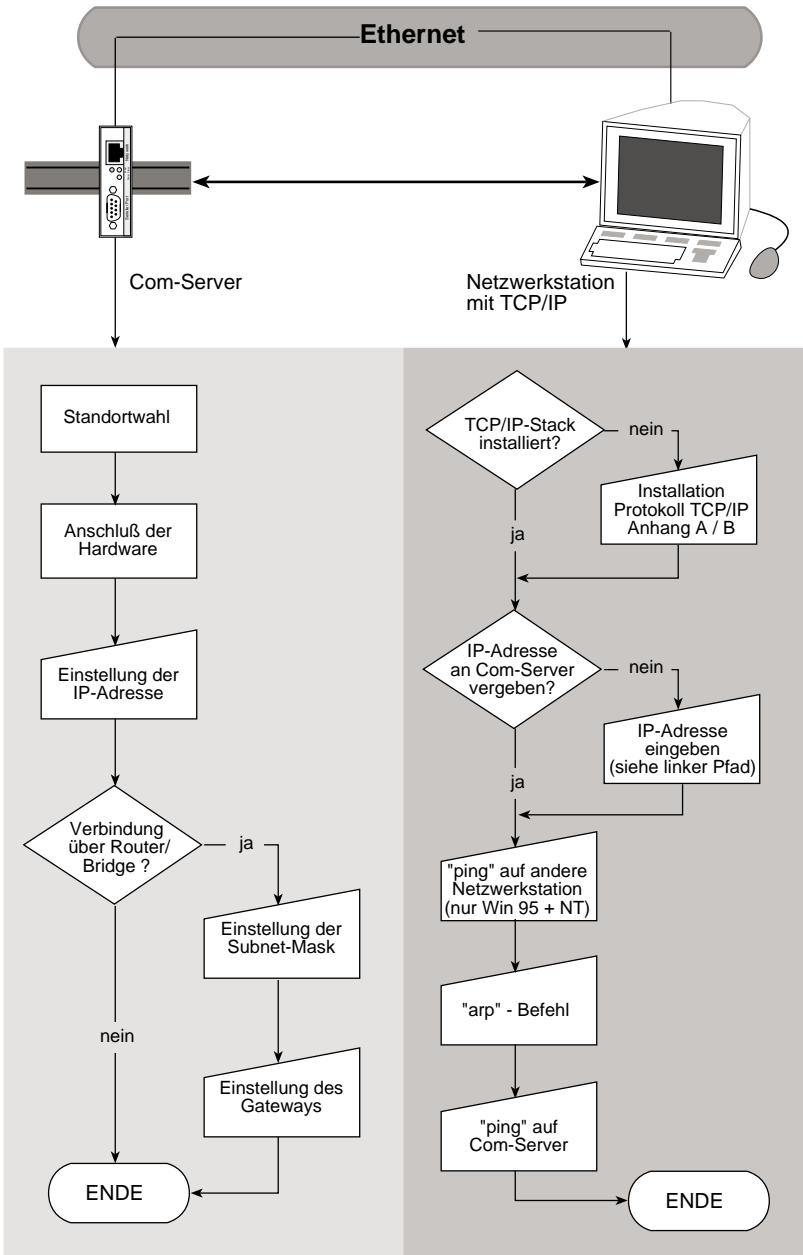 Ethernet
Com-Server
Netzwerkstation
mit TCP/IP
Standortwahl
Anschluß der
Hardware
Einstellung der
IP-Adresse
Verbindung
über Router/
Bridge ?
ja
nein
Einstellung der
Subnet-Mask
Einstellung des
Gateways
ENDE
TCP/IP-Stack
installiert?
nein
ja
Installation
Protokoll TCP/IP
Anhang A / B
IP-Adresse
an Com-Server
vergeben?
nein
ja
IP-Adresse
eingeben
(siehe linker Pfad)
"ping" auf andere
Netzwerkstation
(nur Win 95 + NT)
"arp" - Befehl
"ping" auf
Com-Server
ENDE